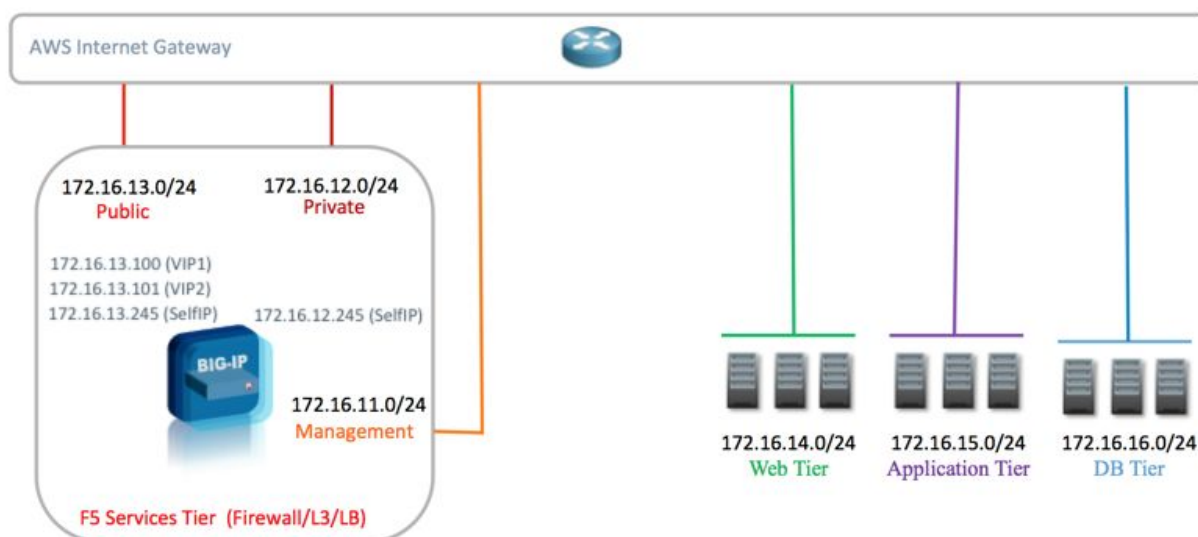 AWS Internet Gateway
172.16.13.0/24
Public
172.16.12.0/24
Private
172.16.13.100 (VIP1)
172.16.13.101 (VIP2)
172.16.13.245 (SelfIP)
172.16.12.245 (SelfIP)
BIG-IP
172.16.11.0/24
Management
F5 Services Tier (Firewall/L3/LB)
172.16.14.0/24
Web Tier
172.16.15.0/24
Application Tier
172.16.16.0/24
DB Tier